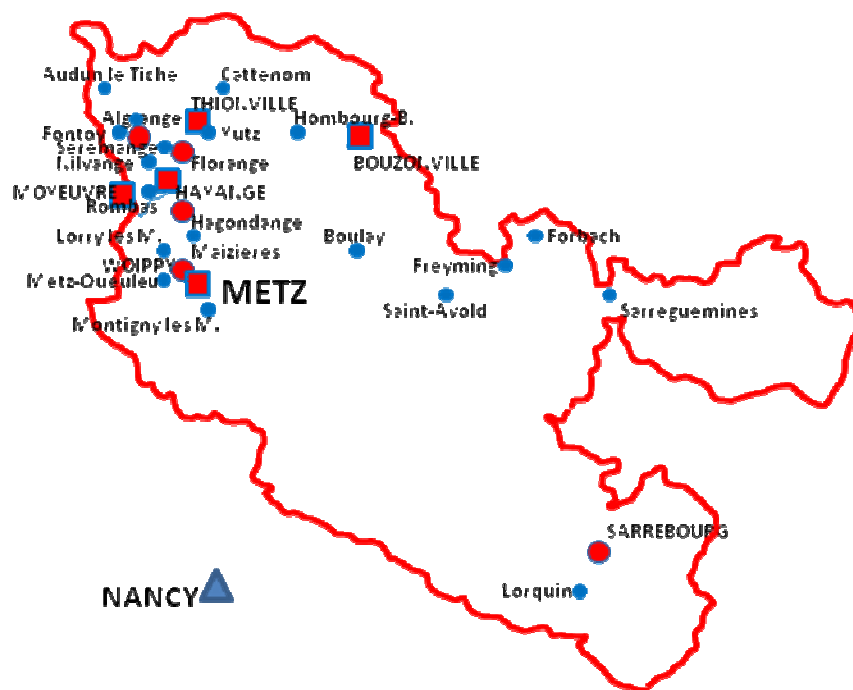 Audun le Tiche
Cattenom
THIONVILLE
Algrange
Hombourg-B.
Fontoy
Yutz
Seremange
BOUZONVILLE
Nilvange
Florange
MOYEUVRE
HAYANGE
Rombas
Hagondange
Lorry les M.
Maizieres
Boulay
Forbach
WOIPPY
Freyming
Metz-Queuleu
METZ
Saint-Avold
Sarreguemines
Montigny les M.
SARREBOURG
NANCY
Lorquin